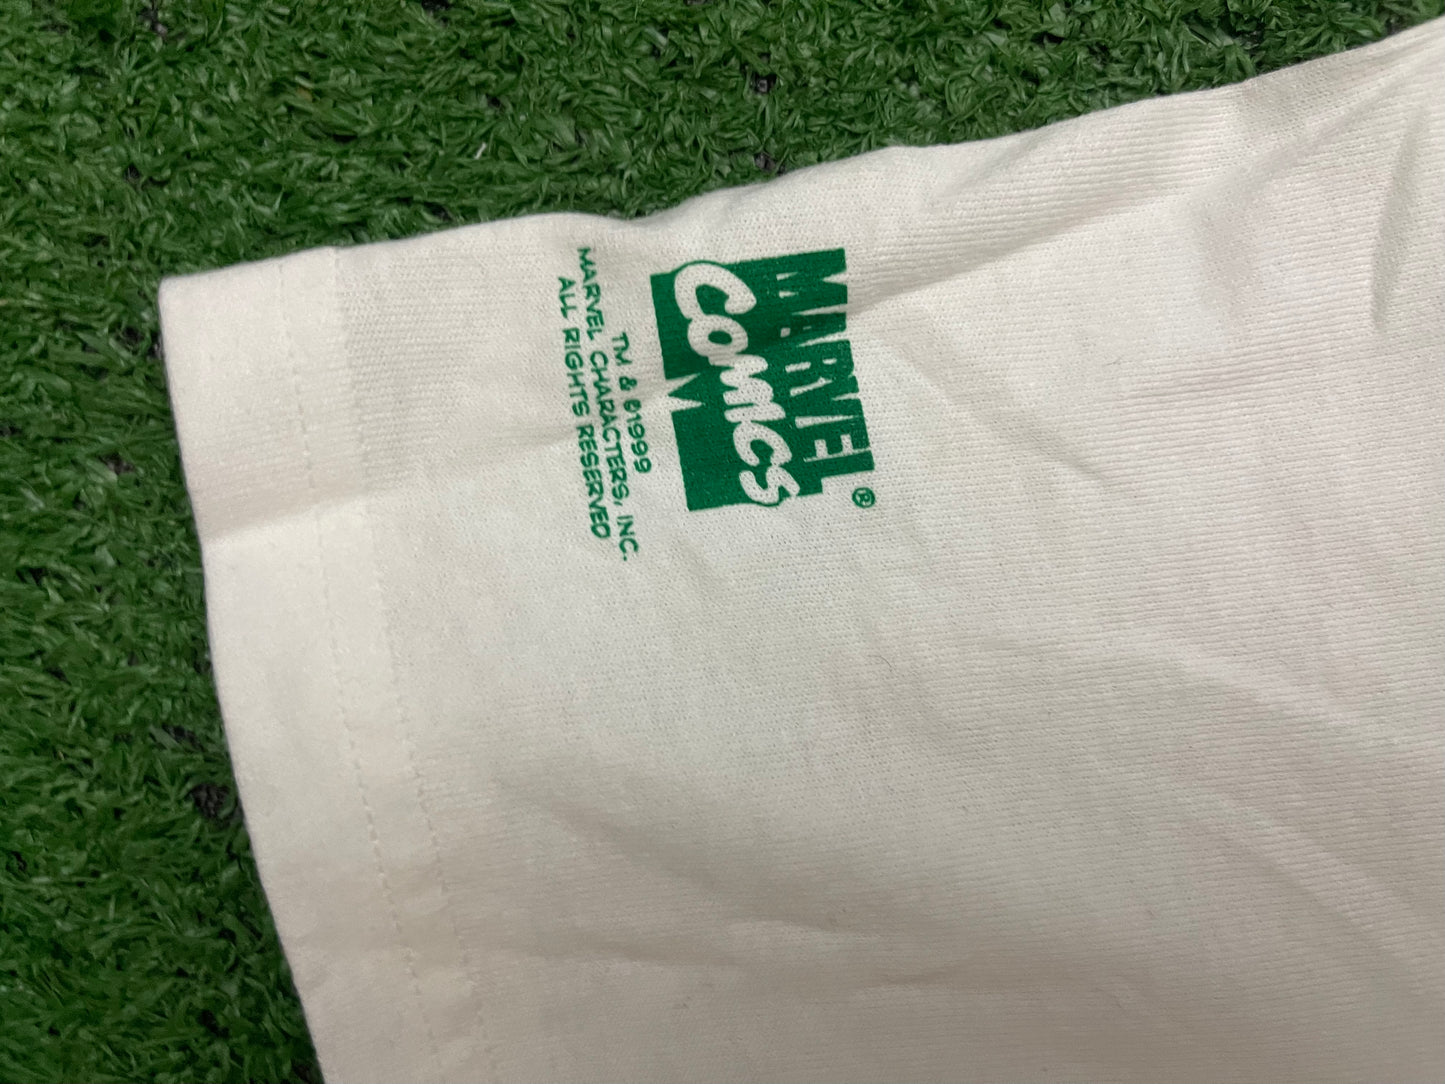 MARVEL
COMICS
®
TM & ©1999
MARVEL CHARACTERS, INC.
ALL RIGHTS RESERVED